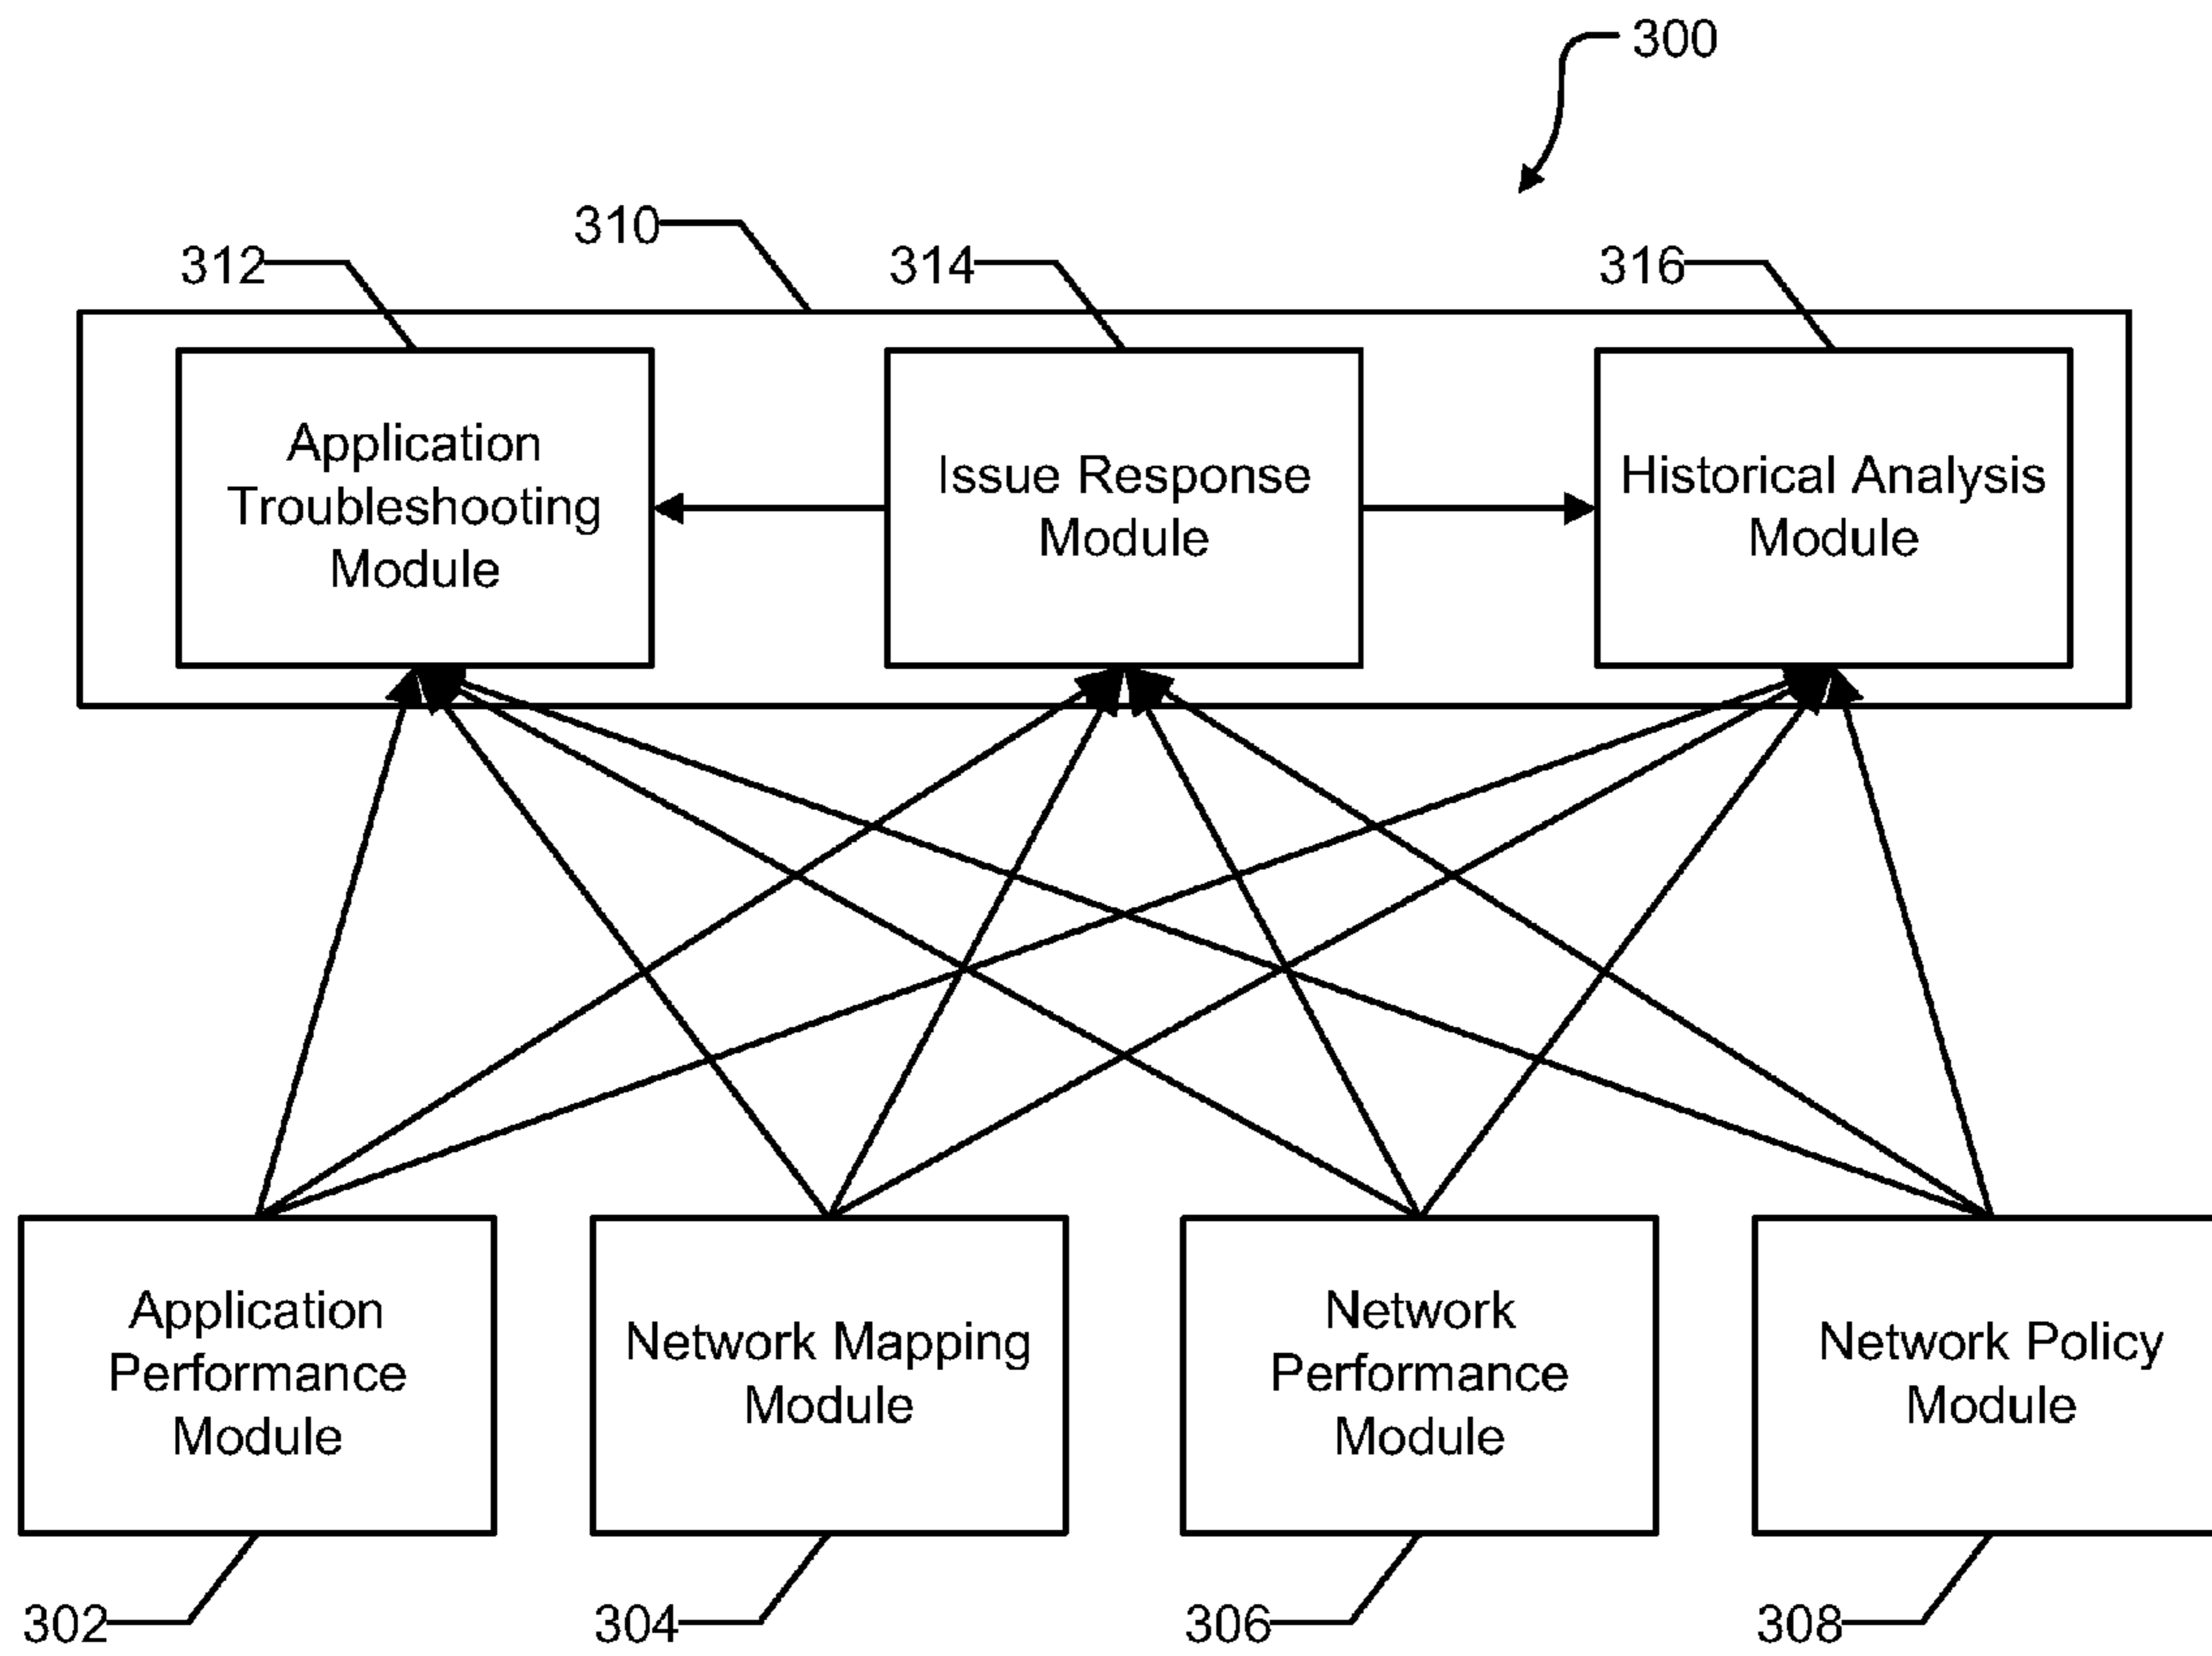 300
310
312
314
316
Application
Troubleshooting
Module
Issue Response
Module
Historical Analysis
Module
Application
Performance
Module
Network Mapping
Module
Network
Performance
Module
Network Policy
Module
302
304
306
308